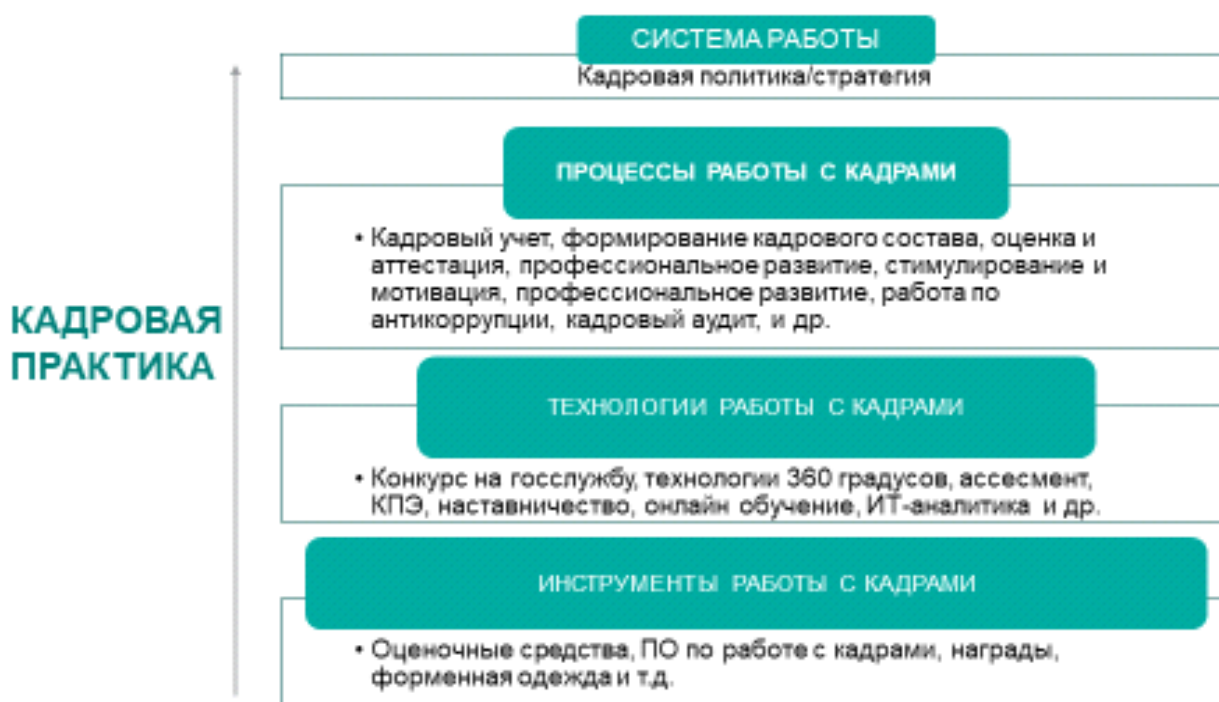 СИСТЕМА РАБОТЫ
Кадровая политика/стратегия
ПРОЦЕССЫ РАБОТЫ С КАДРАМИ
• Кадровый учет, формирование кадрового состава, оценка и
аттестация, профессиональное развитие, стимулирование и
мотивация, профессиональное развитие, работа по
антикоррупции, кадровый аудит, и др.
КАДРОВАЯ
ПРАКТИКА
ТЕХНОЛОГИИ РАБОТЫ С КАДРАМИ
• Конкурс на госслужбу, технологии 360 градусов, ассесмент,
КПЭ, наставничество, онлайн обучение, ИТ-аналитика и др.
ИНСТРУМЕНТЫ РАБОТЫ С КАДРАМИ
• Оценочные средства, ПО по работе с кадрами, награды,
форменная одежда и т.д.